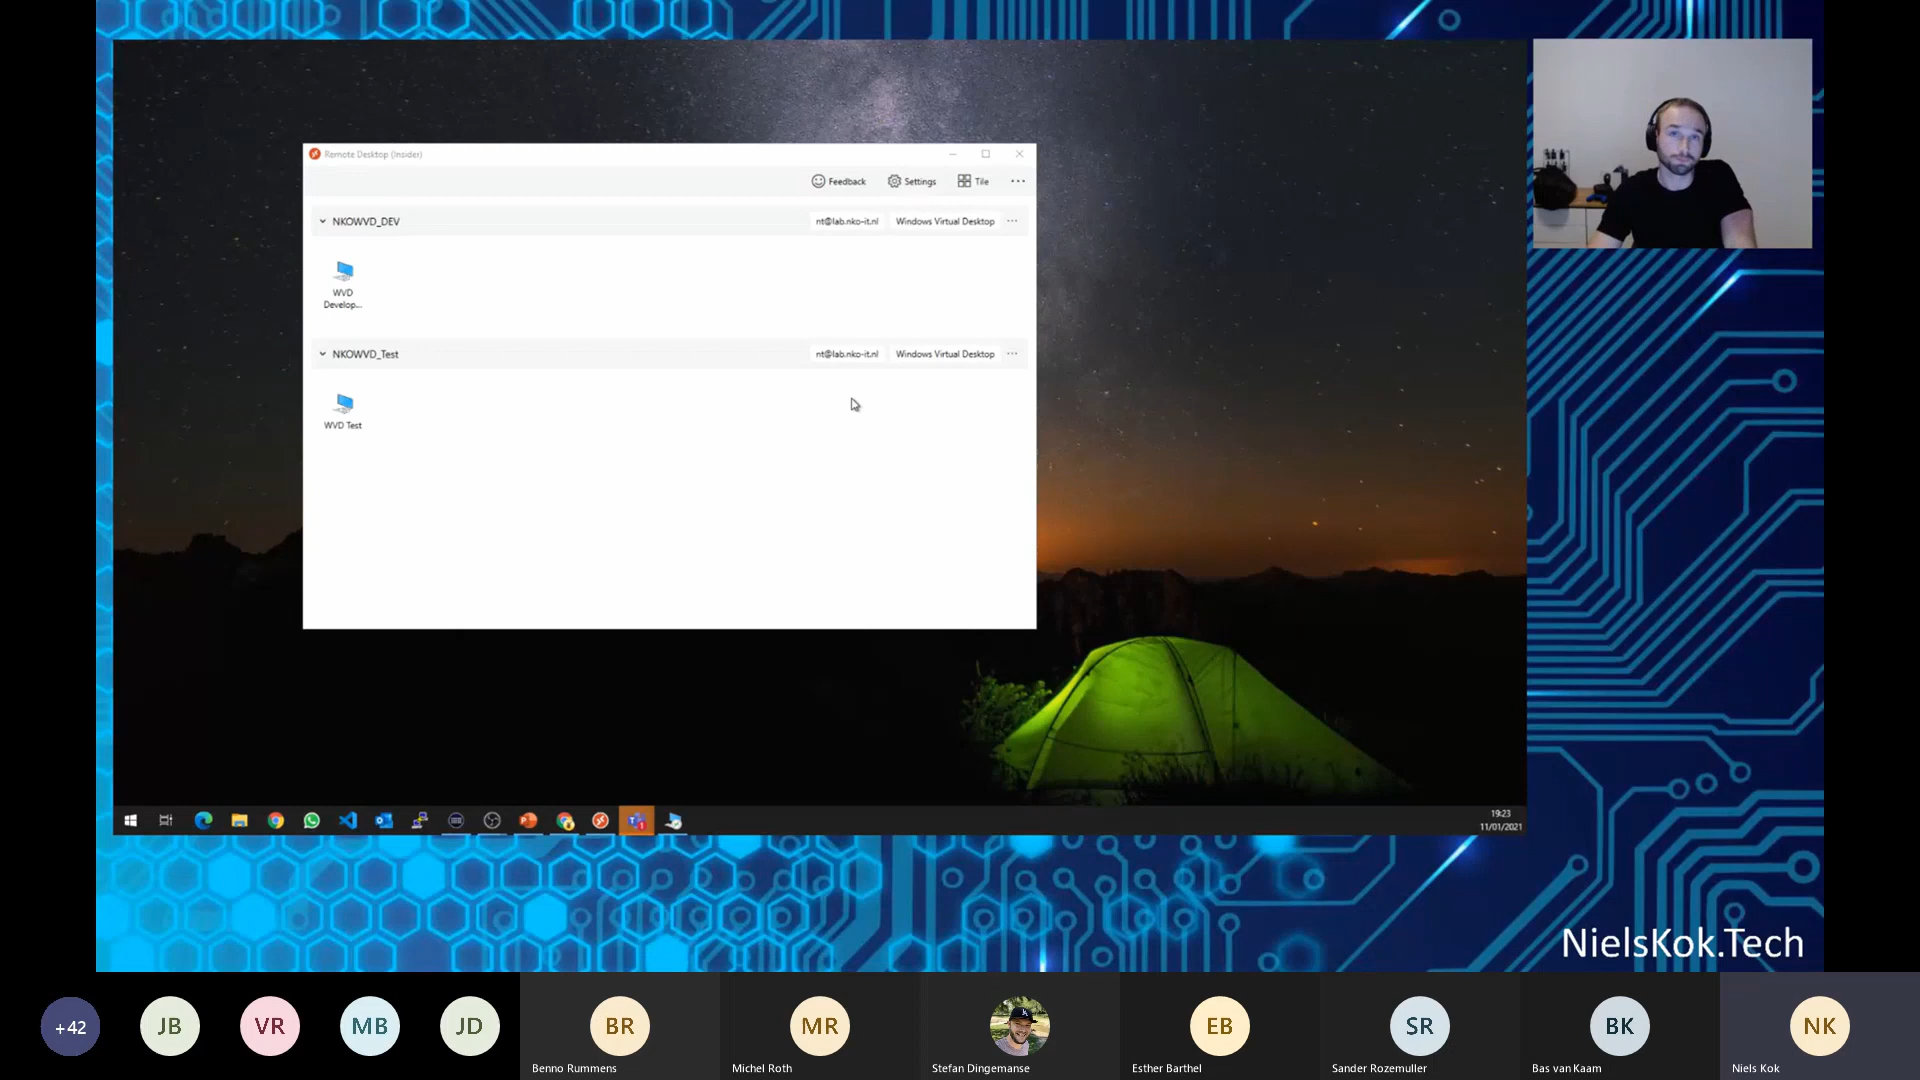 Remote Desktop (Insider)
Feedback
Settings
Tile
NKOWVD_DEV
nt@lab.nko-it.nl
Windows Virtual Desktop
WVD
Develop...
NKOWVD_Test
nt@lab.nko-it.nl
Windows Virtual Desktop
WVD Test
19:23
11/01/2021
NielsKok.Tech
+42
JB
VR
MB
JD
BR
Benno Rummens
MR
Michel Roth
Stefan Dingemanse
EB
Esther Barthel
SR
Sander Rozemuller
BK
Bas van Kaam
NK
Niels Kok